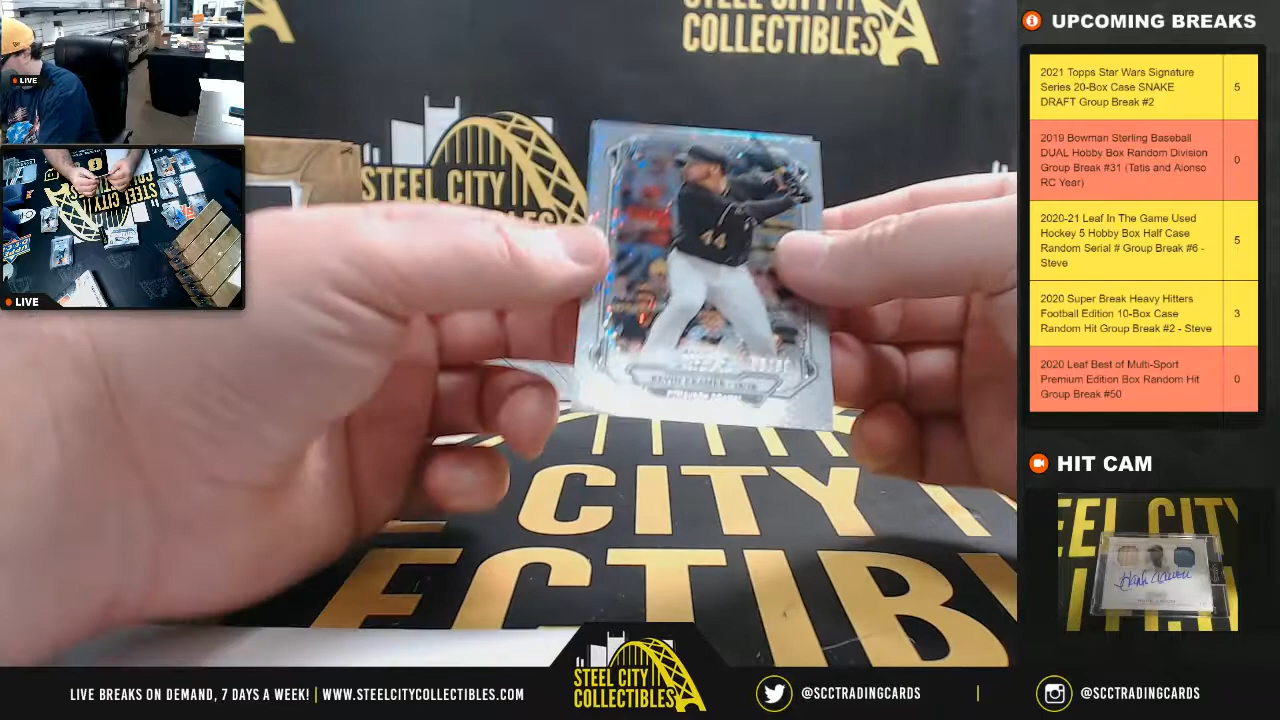 STEEL CITY
COLLECTIBLES
LIVE
STEEL CITY
44
KEVIN KRAMER
CITY
ECTIB
LIVE
UPCOMING BREAKS
2021 Topps Star Wars Signature
Series 20-Box Case SNAKE
DRAFT Group Break #2
5
2019 Bowman Sterling Baseball
DUAL Hobby Box Random Division
Group Break #31 (Tatis and Alonso
RC Year)
0
2020-21 Leaf In The Game Used
Hockey 5 Hobby Box Half Case
Random Serial # Group Break #6 -
Steve
5
2020 Super Break Heavy Hitters
Football Edition 10-Box Case
Random Hit Group Break #2 - Steve
3
2020 Leaf Best of Multi-Sport
Premium Edition Box Random Hit
Group Break #50
0
HIT CAM
EEL CITY
LIVE BREAKS ON DEMAND, 7 DAYS A WEEK! | WWW.STEELCITYCOLLECTIBLES.COM
STEEL CITY
COLLECTIBLES
@SCCTRADINGCARDS | @SCCTRADINGCARDS